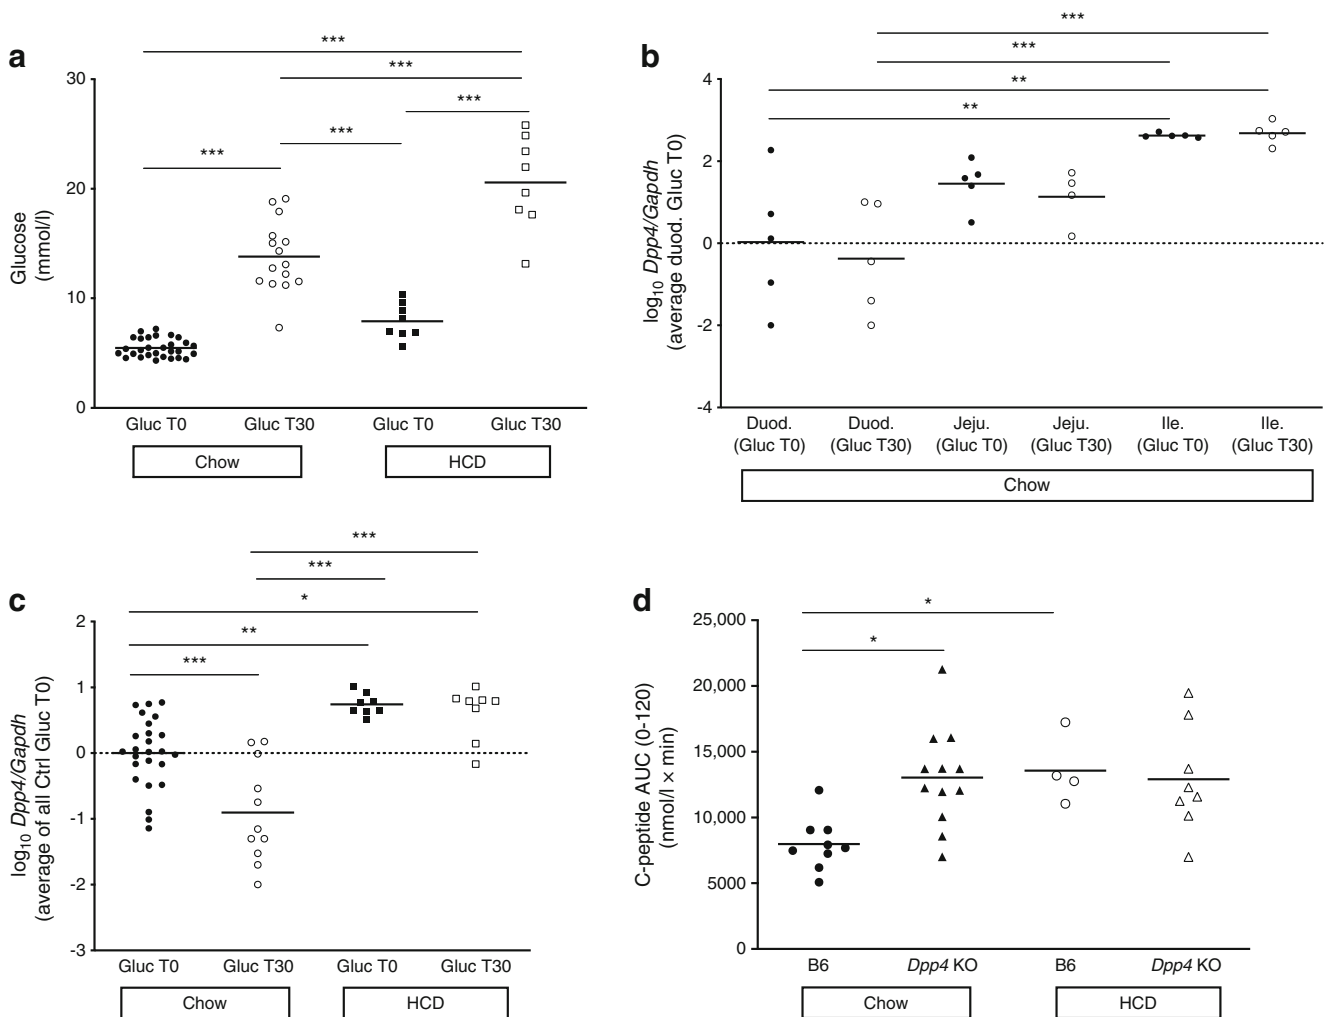 a
***
***
***
***
***
30
20
10
0
Glucose
(mmol/l)
Gluc T0
Gluc T30
Gluc T0
Gluc T30
Chow
HCD
b
***
***
**
**
4
2
0
-2
-4
log10 Dpp4/Gapdh
(average duod. Gluc T0)
Duod.
(Gluc T0)
Duod.
(Gluc T30)
Jeju.
(Gluc T0)
Jeju.
(Gluc T30)
Ile.
(Gluc T0)
Ile.
(Gluc T30)
Chow
c
***
***
*
**
***
2
1
0
-1
-2
-3
log10 Dpp4/Gapdh
(average of all Ctrl Gluc T0)
Gluc T0
Gluc T30
Gluc T0
Gluc T30
Chow
HCD
d
*
*
25,000
20,000
15,000
10,000
5000
0
C-peptide AUC (0-120)
(nmol/l × min)
B6
Dpp4 KO
B6
Dpp4 KO
Chow
HCD